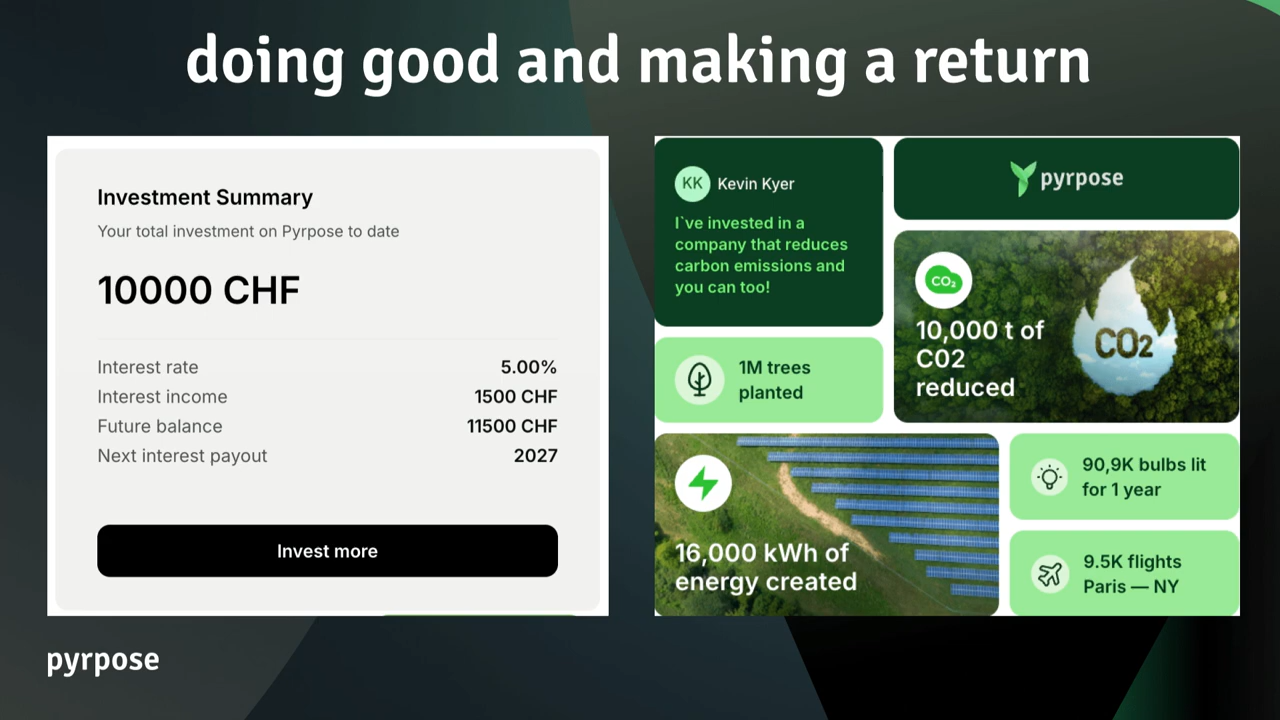 doing good and making a return
Investment Summary
Your total investment on Pyrpose to date
10000 CHF
Interest rate 5.00%
Interest income 1500 CHF
Future balance 11500 CHF
Next interest payout 2027
Invest more
KK Kevin Kyer
I`ve invested in a
company that reduces
carbon emissions and
you can too!
pyrpose
CO₂
10,000 t of
C02
reduced
CO2
1M trees
planted
16,000 kWh of
energy created
90,9K bulbs lit
for 1 year
9.5K flights
Paris — NY
pyrpose